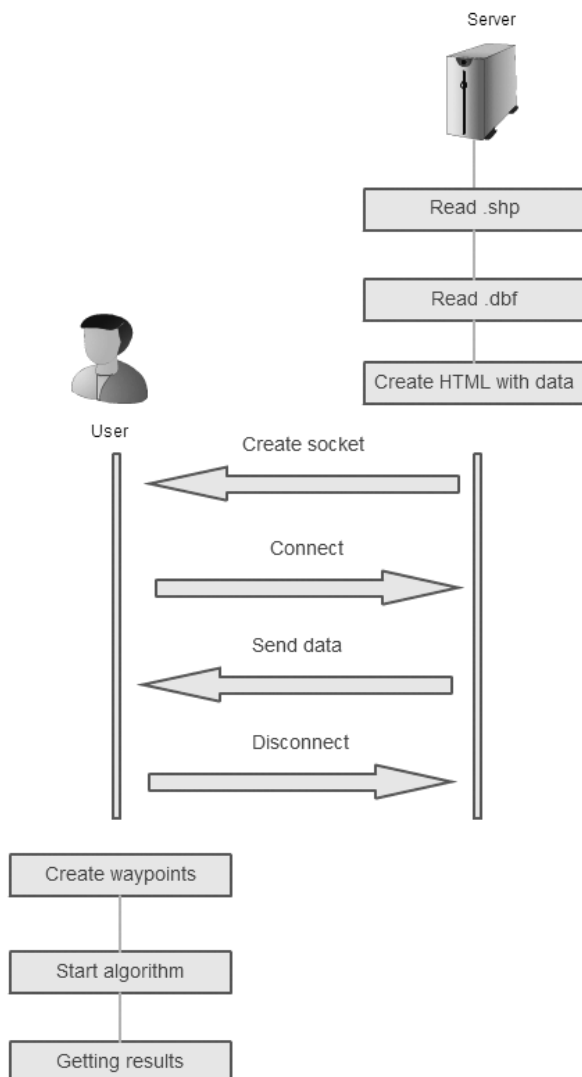 Server
Read .shp
Read .dbf
Create HTML with data
User
Create socket
Connect
Send data
Disconnect
Create waypoints
Start algorithm
Getting results